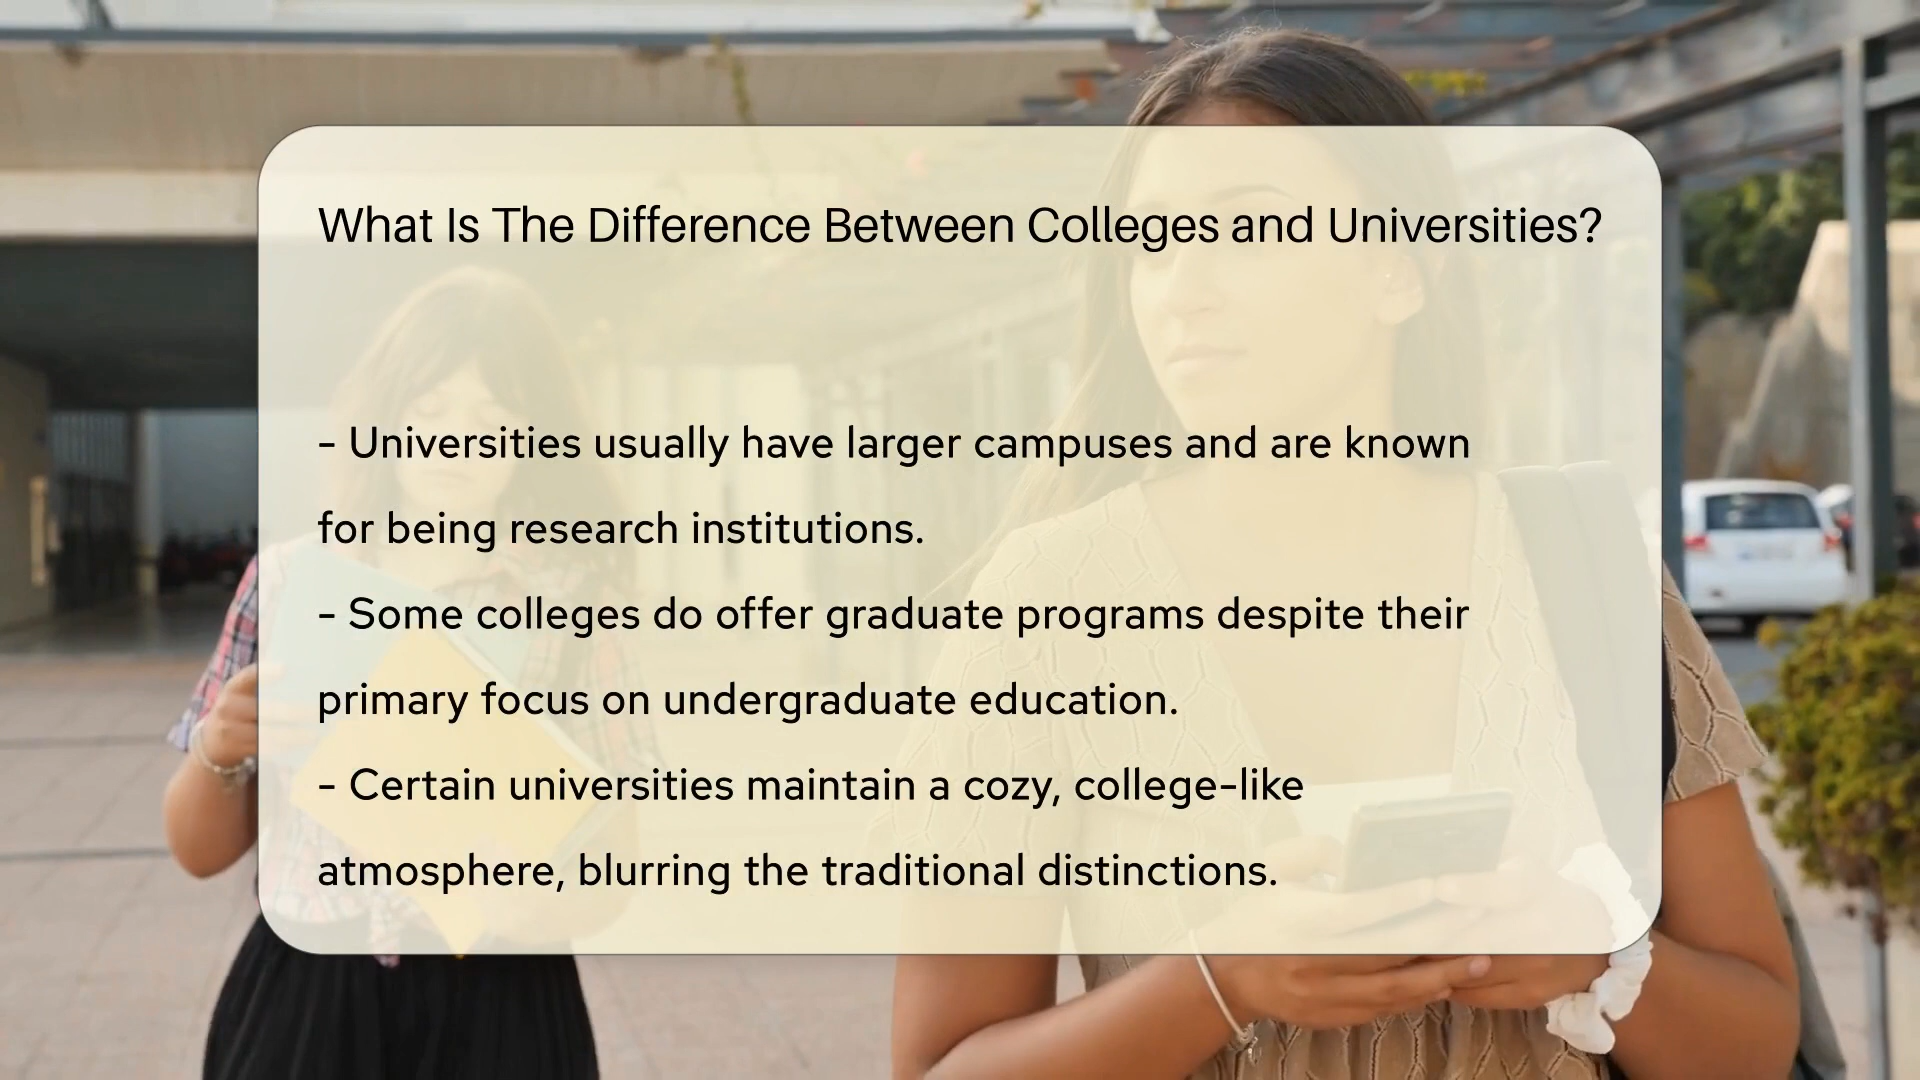 What Is The Difference Between Colleges and Universities?
- Universities usually have larger campuses and are known
for being research institutions.
- Some colleges do offer graduate programs despite their
primary focus on undergraduate education.
- Certain universities maintain a cozy, college-like
atmosphere, blurring the traditional distinctions.